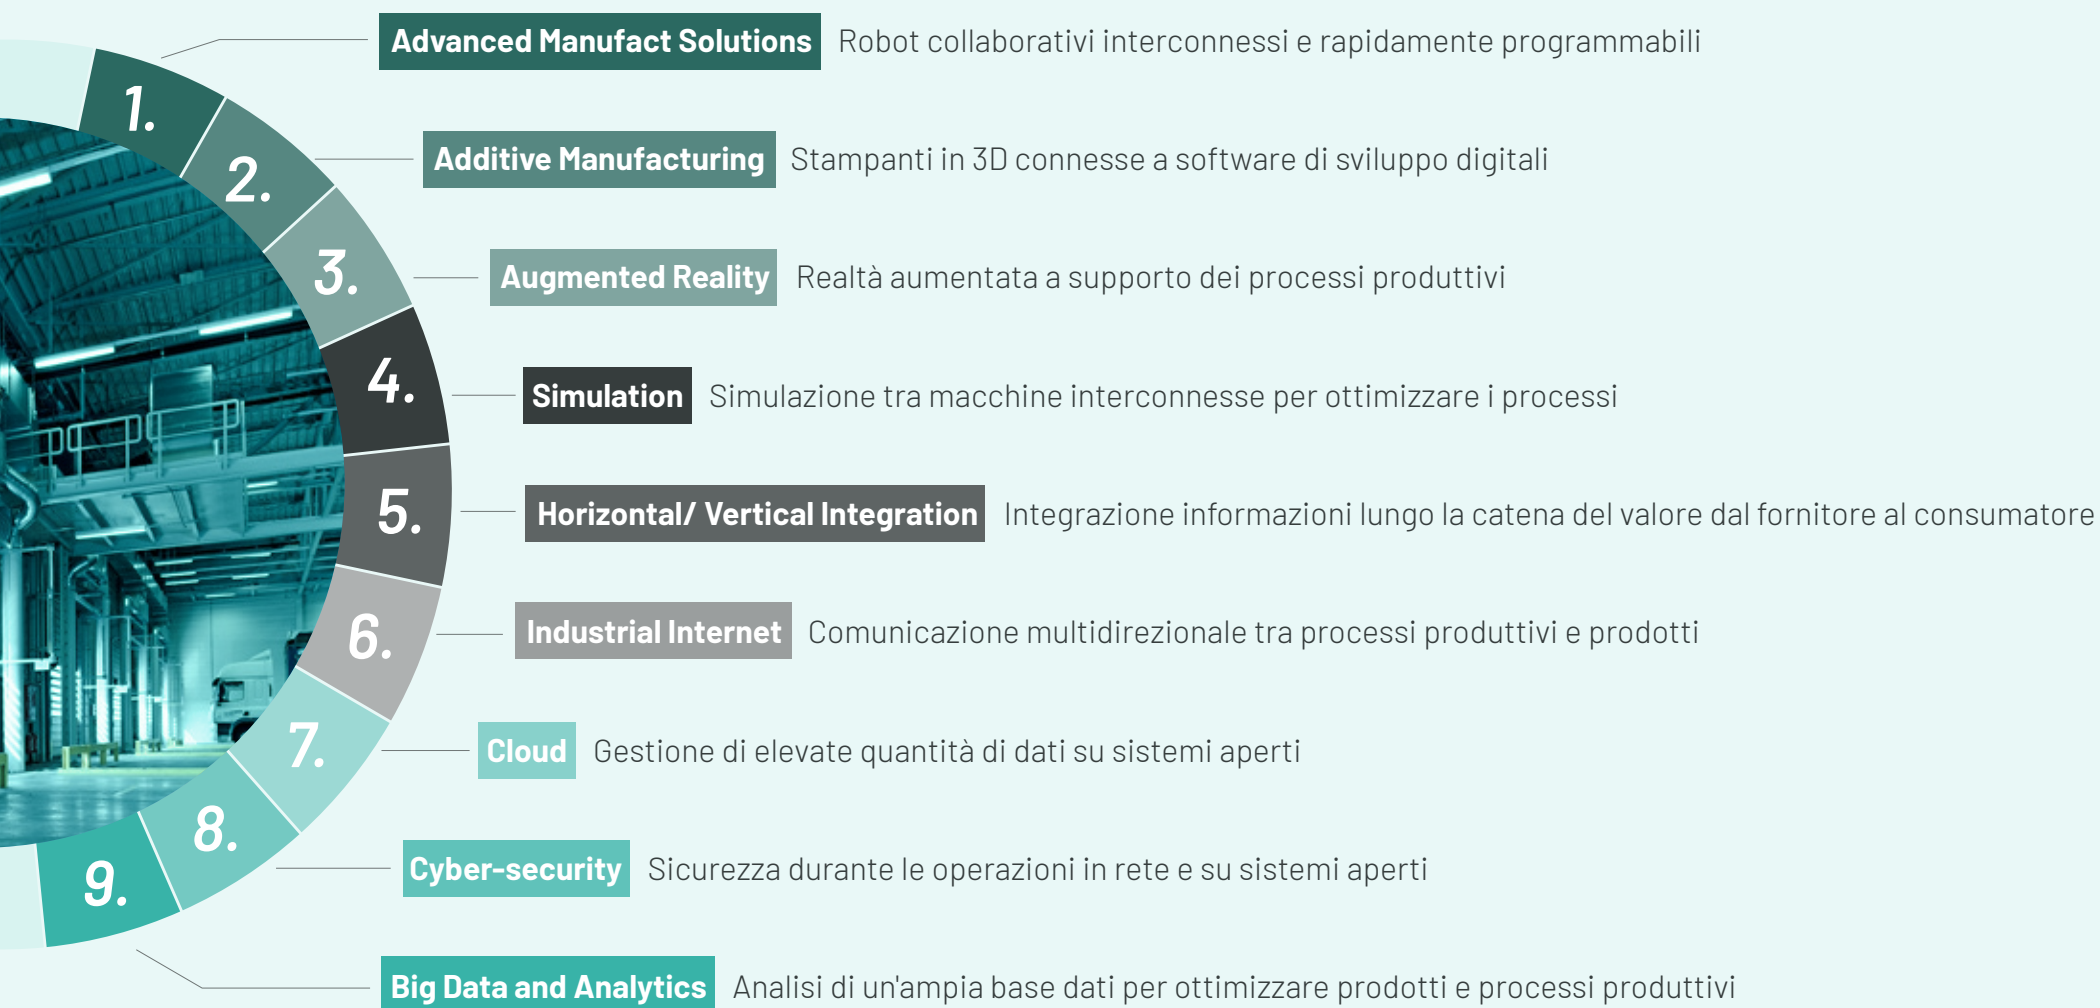 1. Advanced Manufact Solutions Robot collaborativi interconnessi e rapidamente programmabili
2. Additive Manufacturing Stampanti in 3D connesse a software di sviluppo digitali
3. Augmented Reality Realtà aumentata a supporto dei processi produttivi
4. Simulation Simulazione tra macchine interconnesse per ottimizzare i processi
5. Horizontal/ Vertical Integration Integrazione informazioni lungo la catena del valore dal fornitore al consumatore
6. Industrial Internet Comunicazione multidirezionale tra processi produttivi e prodotti
7. Cloud Gestione di elevate quantità di dati su sistemi aperti
8. Cyber-security Sicurezza durante le operazioni in rete e su sistemi aperti
9. Big Data and Analytics Analisi di un'ampia base dati per ottimizzare prodotti e processi produttivi